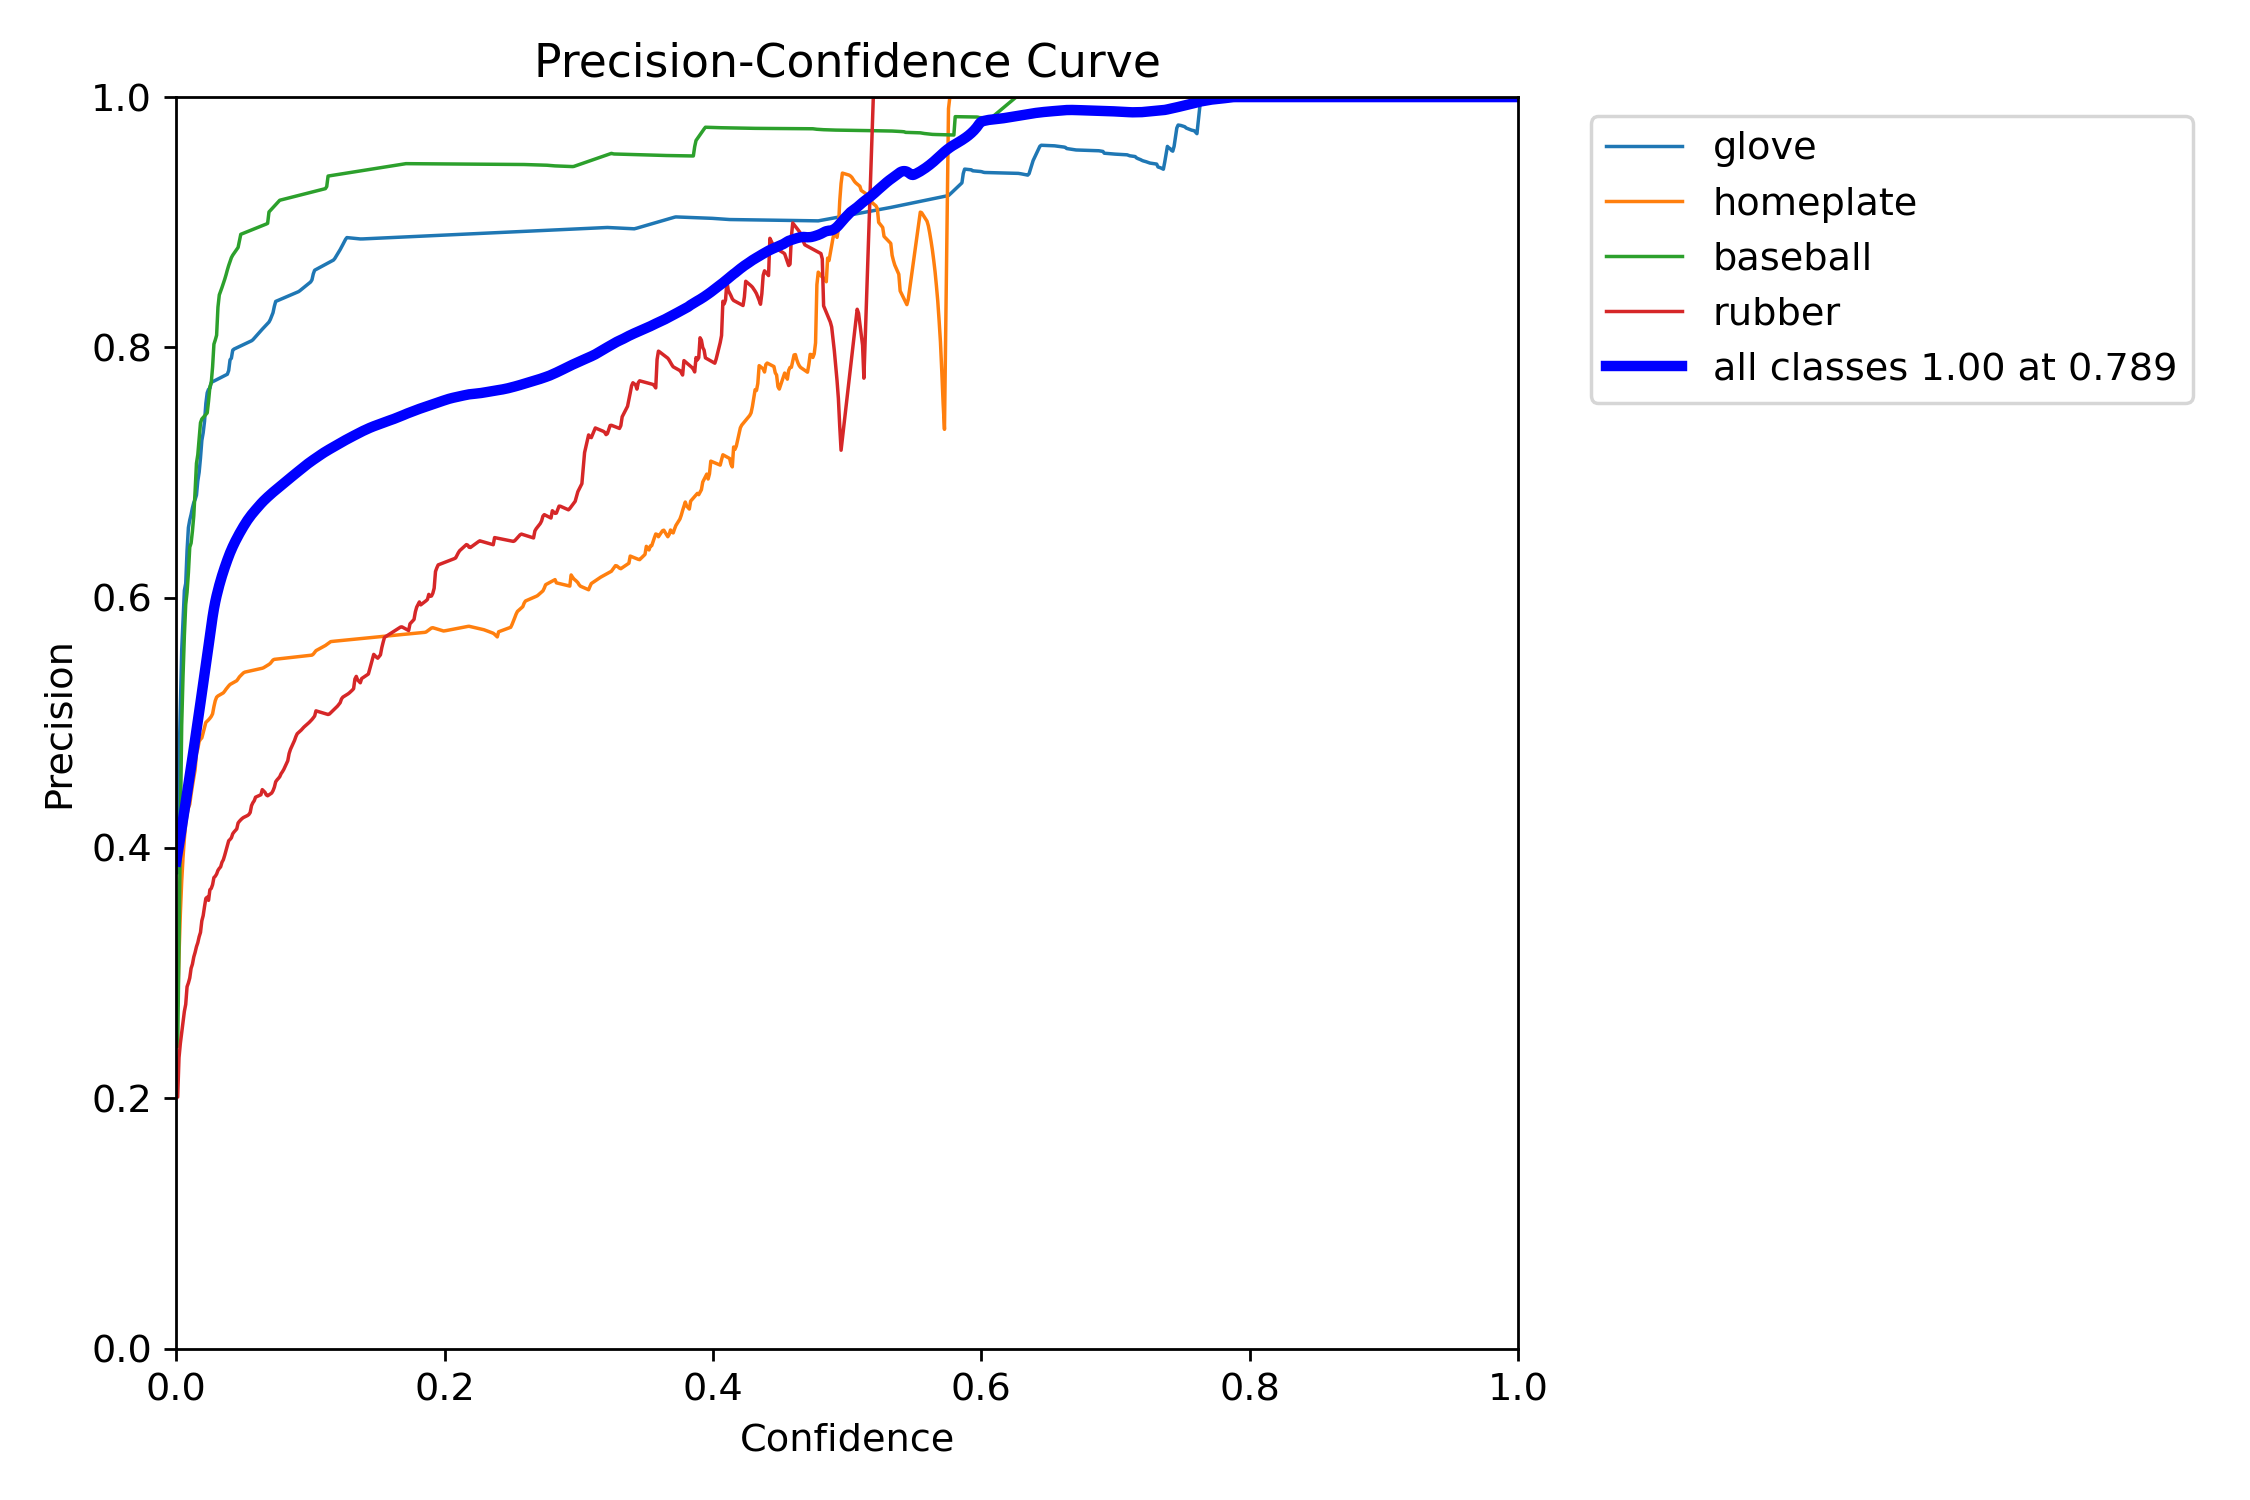 Precision-Confidence Curve
1.0
0.8
0.6
0.4
0.2
0.0
Precision
0.0 0.2 0.4 0.6 0.8 1.0
Confidence
glove
homeplate
baseball
rubber
all classes 1.00 at 0.789